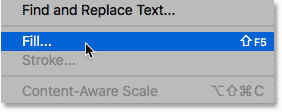 Find and Replace Text...
Fill... ⇧F5
Stroke...
Content-Aware Scale ⌥⇧⌘C